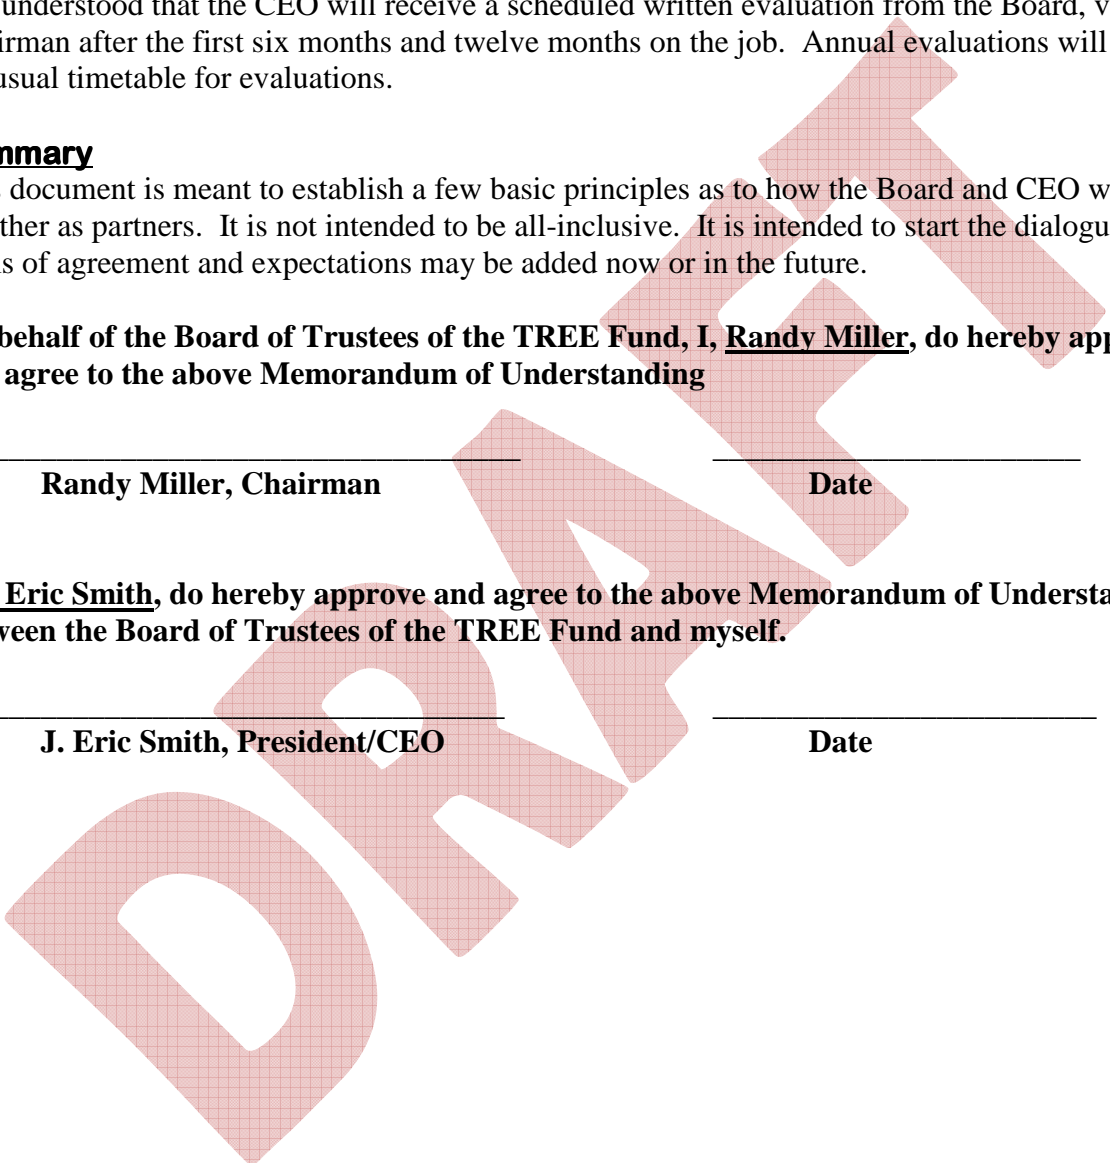 understood that the CEO will receive a scheduled written evaluation from the Board, v
irman after the first six months and twelve months on the job. Annual evaluations will
usual timetable for evaluations.
mmary
document is meant to establish a few basic principles as to how the Board and CEO w
ther as partners. It is not intended to be all-inclusive. It is intended to start the dialogu
s of agreement and expectations may be added now or in the future.
behalf of the Board of Trustees of the TREE Fund, I, Randy Miller, do hereby app
agree to the above Memorandum of Understanding
Randy Miller, Chairman Date
Eric Smith, do hereby approve and agree to the above Memorandum of Understa
ween the Board of Trustees of the TREE Fund and myself.
J. Eric Smith, President/CEO Date
DRAFT